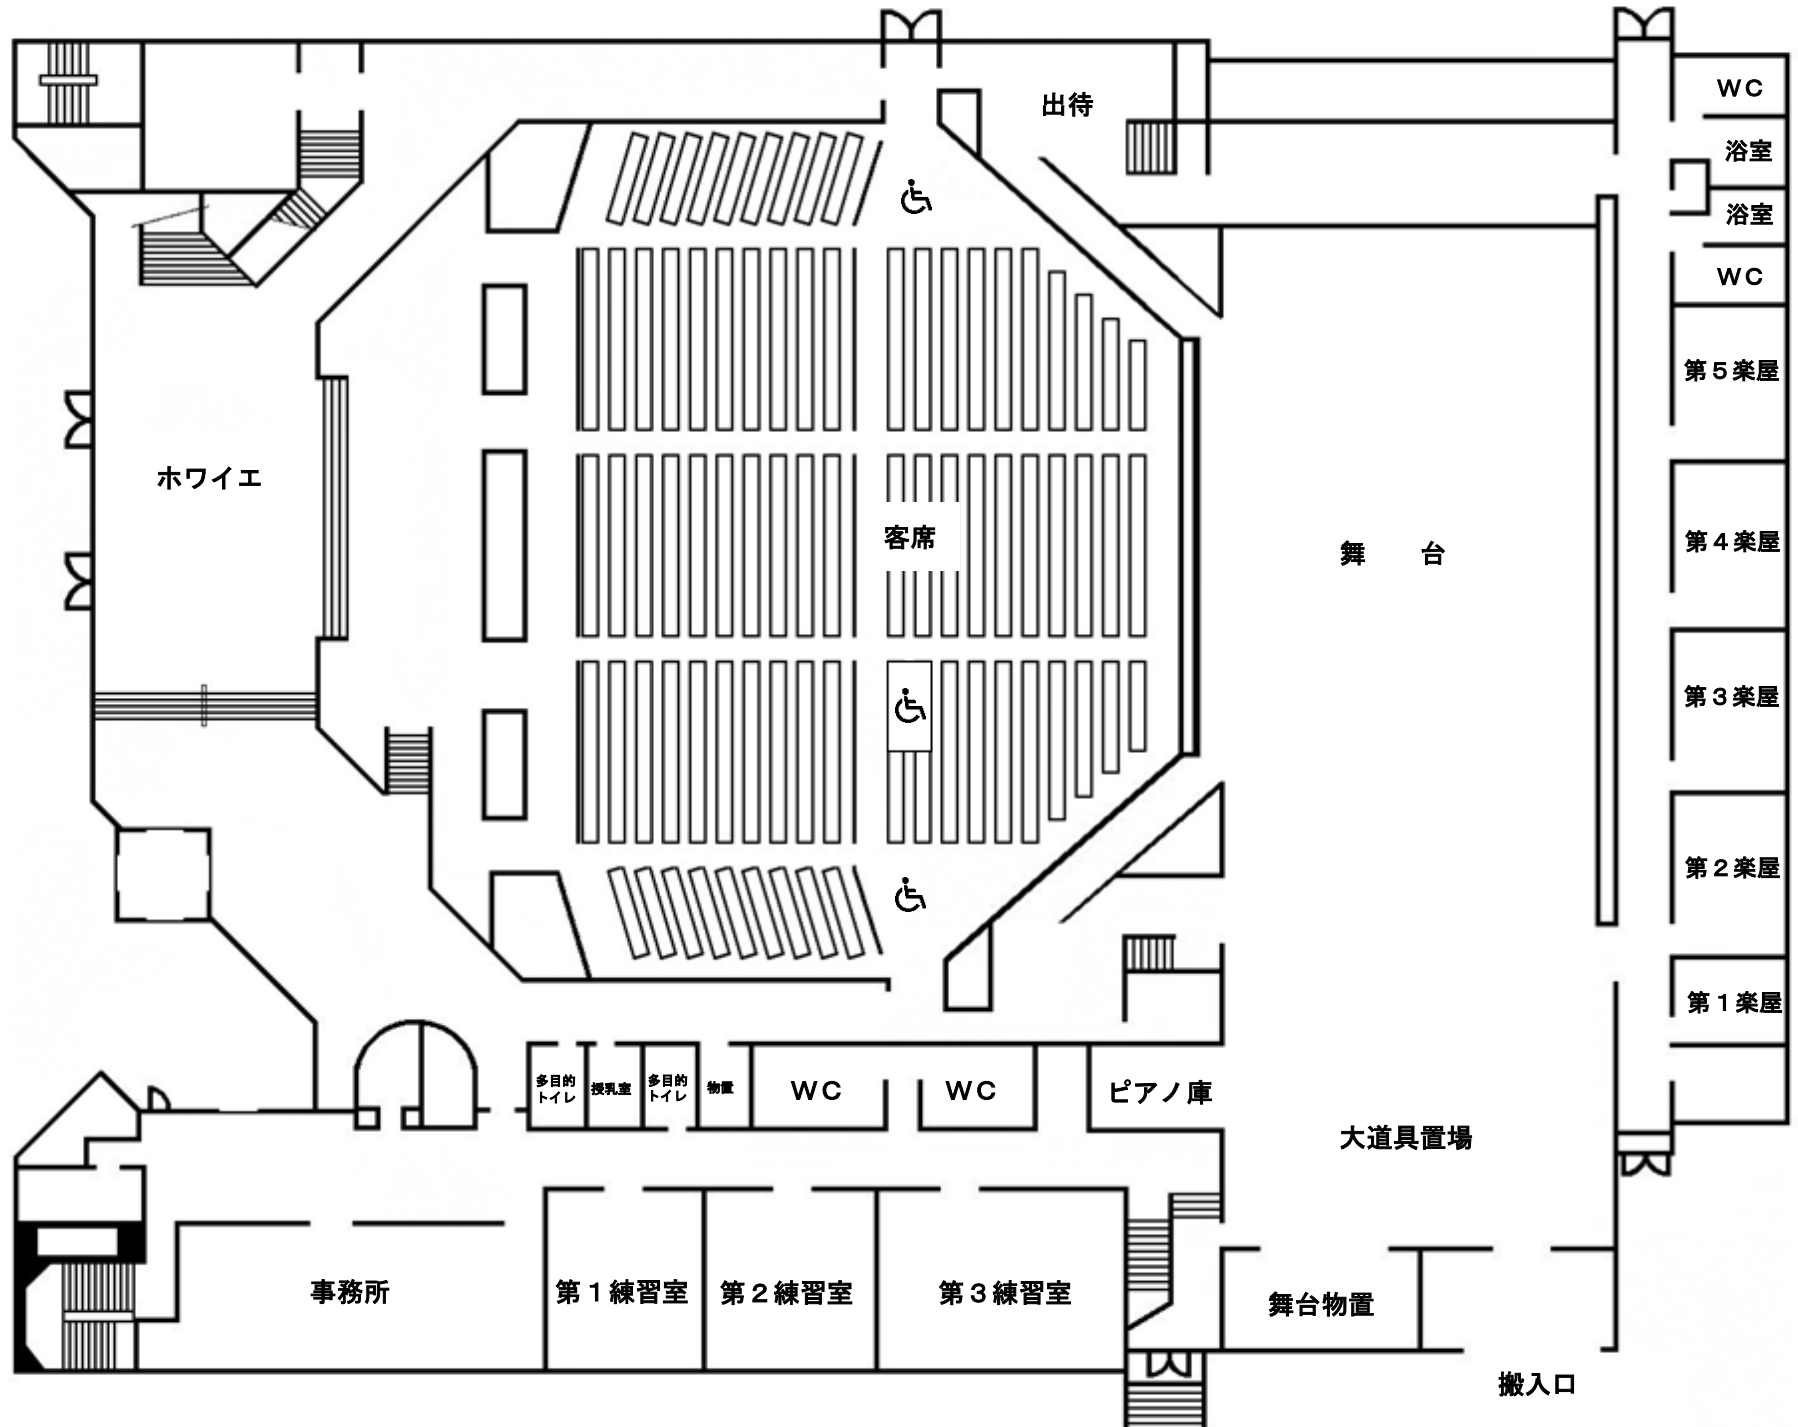 出待
WC
浴室
浴室
WC
第5楽屋
ホワイエ
客席
舞　台
第4楽屋
第3楽屋
第2楽屋
第1楽屋
多目的
トイレ
授乳室
多目的
トイレ
物置
WC
WC
ピアノ庫
大道具置場
事務所
第1練習室
第2練習室
第3練習室
舞台物置
搬入口